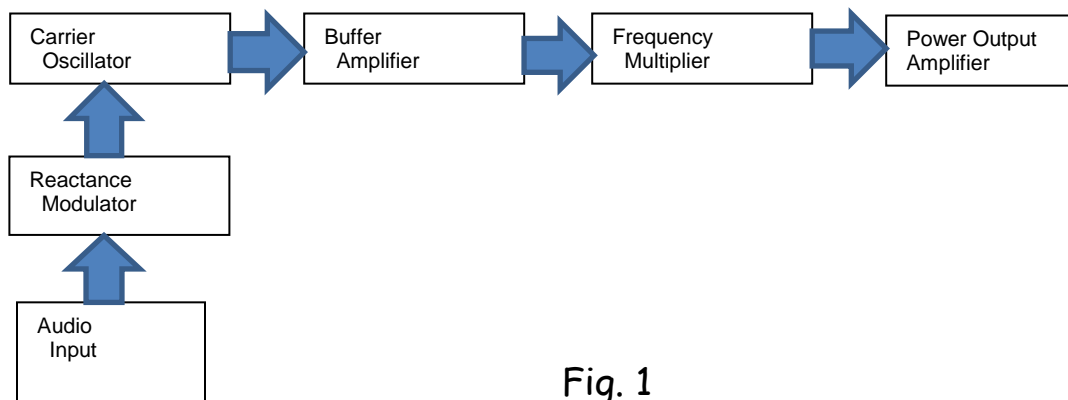 Carrier
Oscillator
Buffer
Amplifier
Frequency
Multiplier
Power Output
Amplifier
Reactance
Modulator
Audio
Input
Fig. 1